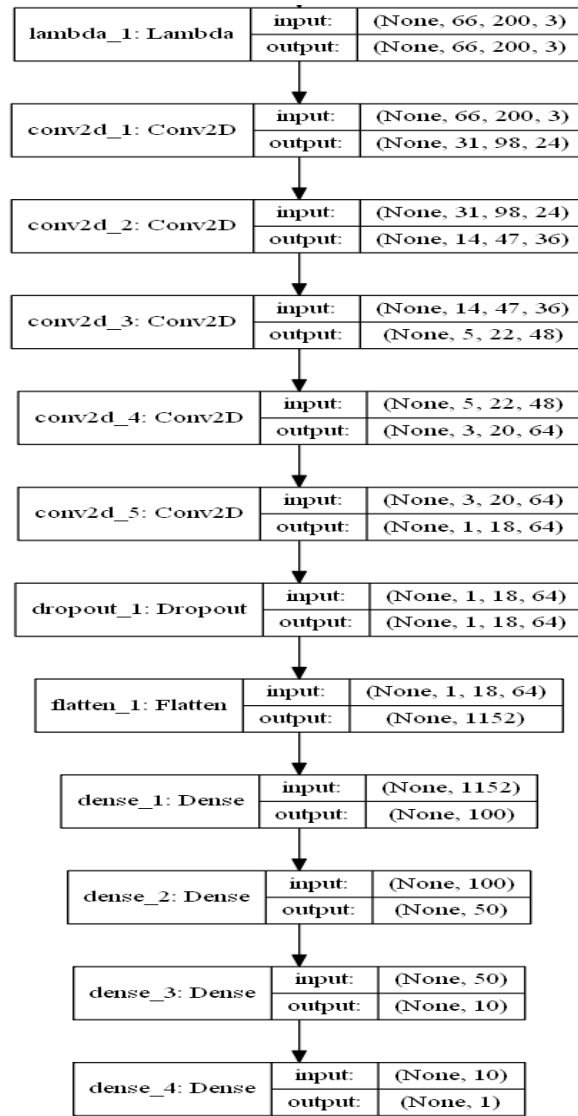 lambda_1: Lambda
input: (None, 66, 200, 3)
output: (None, 66, 200, 3)
conv2d_1: Conv2D
input: (None, 66, 200, 3)
output: (None, 31, 98, 24)
conv2d_2: Conv2D
input: (None, 31, 98, 24)
output: (None, 14, 47, 36)
conv2d_3: Conv2D
input: (None, 14, 47, 36)
output: (None, 5, 22, 48)
conv2d_4: Conv2D
input: (None, 5, 22, 48)
output: (None, 3, 20, 64)
conv2d_5: Conv2D
input: (None, 3, 20, 64)
output: (None, 1, 18, 64)
dropout_1: Dropout
input: (None, 1, 18, 64)
output: (None, 1, 18, 64)
flatten_1: Flatten
input: (None, 1, 18, 64)
output: (None, 1152)
dense_1: Dense
input: (None, 1152)
output: (None, 100)
dense_2: Dense
input: (None, 100)
output: (None, 50)
dense_3: Dense
input: (None, 50)
output: (None, 10)
dense_4: Dense
input: (None, 10)
output: (None, 1)